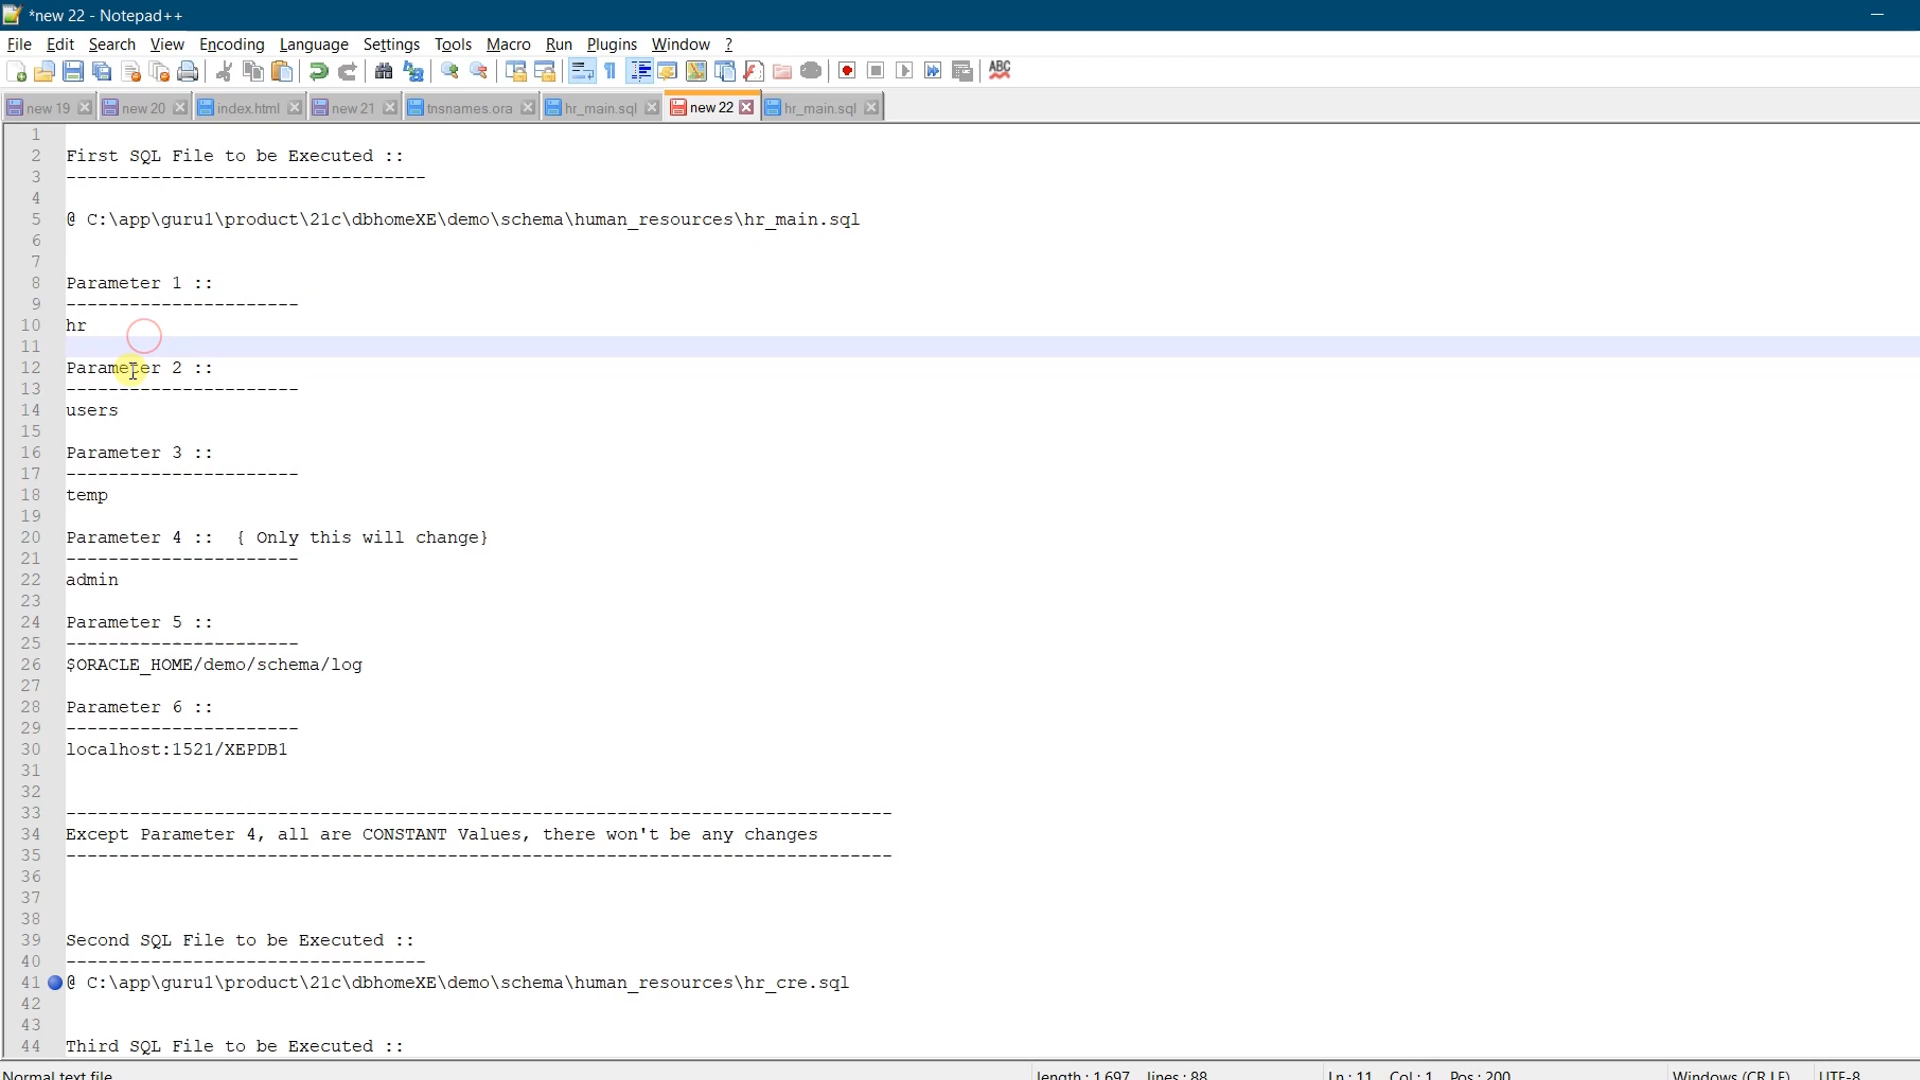 *new 22 - Notepad++
File Edit Search View Encoding Language Settings Tools Macro Run Plugins Window ?
new 19 new 20 index.html new 21 tnsnames.ora hr_main.sql new 22 hr_main.sql
1
2 First SQL File to be Executed ::
3 ----------------------------------
4
5 @ C:\app\guru1\product\21c\dbhomeXE\demo\schema\human_resources\hr_main.sql
6
7
8 Parameter 1 ::
9 ----------------------
10 hr
11
12 Parameter 2 ::
13 ----------------------
14 users
15
16 Parameter 3 ::
17 ----------------------
18 temp
19
20 Parameter 4 ::  { Only this will change}
21 ----------------------
22 admin
23
24 Parameter 5 ::
25 ----------------------
26 $ORACLE_HOME/demo/schema/log
27
28 Parameter 6 ::
29 ----------------------
30 localhost:1521/XEPDB1
31
32
33 ------------------------------------------------------------------------------
34 Except Parameter 4, all are CONSTANT Values, there won't be any changes
35 ------------------------------------------------------------------------------
36
37
38
39 Second SQL File to be Executed ::
40 ----------------------------------
41 @ C:\app\guru1\product\21c\dbhomeXE\demo\schema\human_resources\hr_cre.sql
42
43
44 Third SQL File to be Executed ::
Normal text file length : 1,697 lines : 88 Ln : 11 Col : 1 Pos : 200 Windows (CR LF) UTF-8